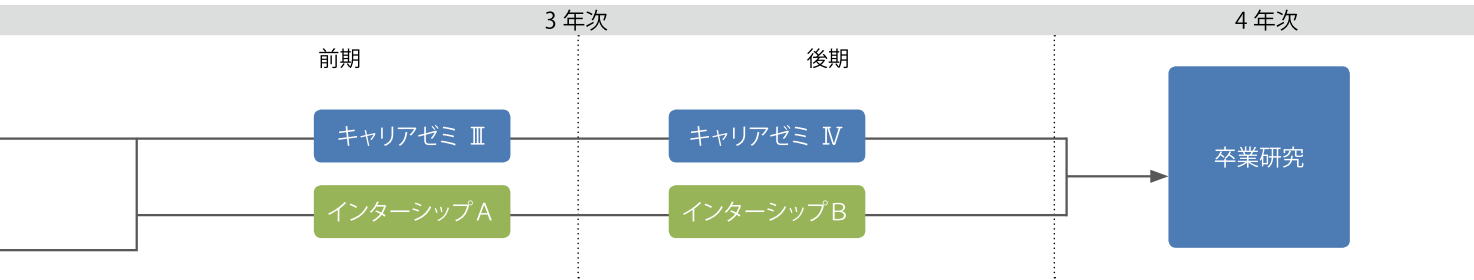 3 年次
4 年次
前期
後期
キャリアゼミ Ⅲ
キャリアゼミ Ⅳ
卒業研究
インターシップ A
インターシップ B